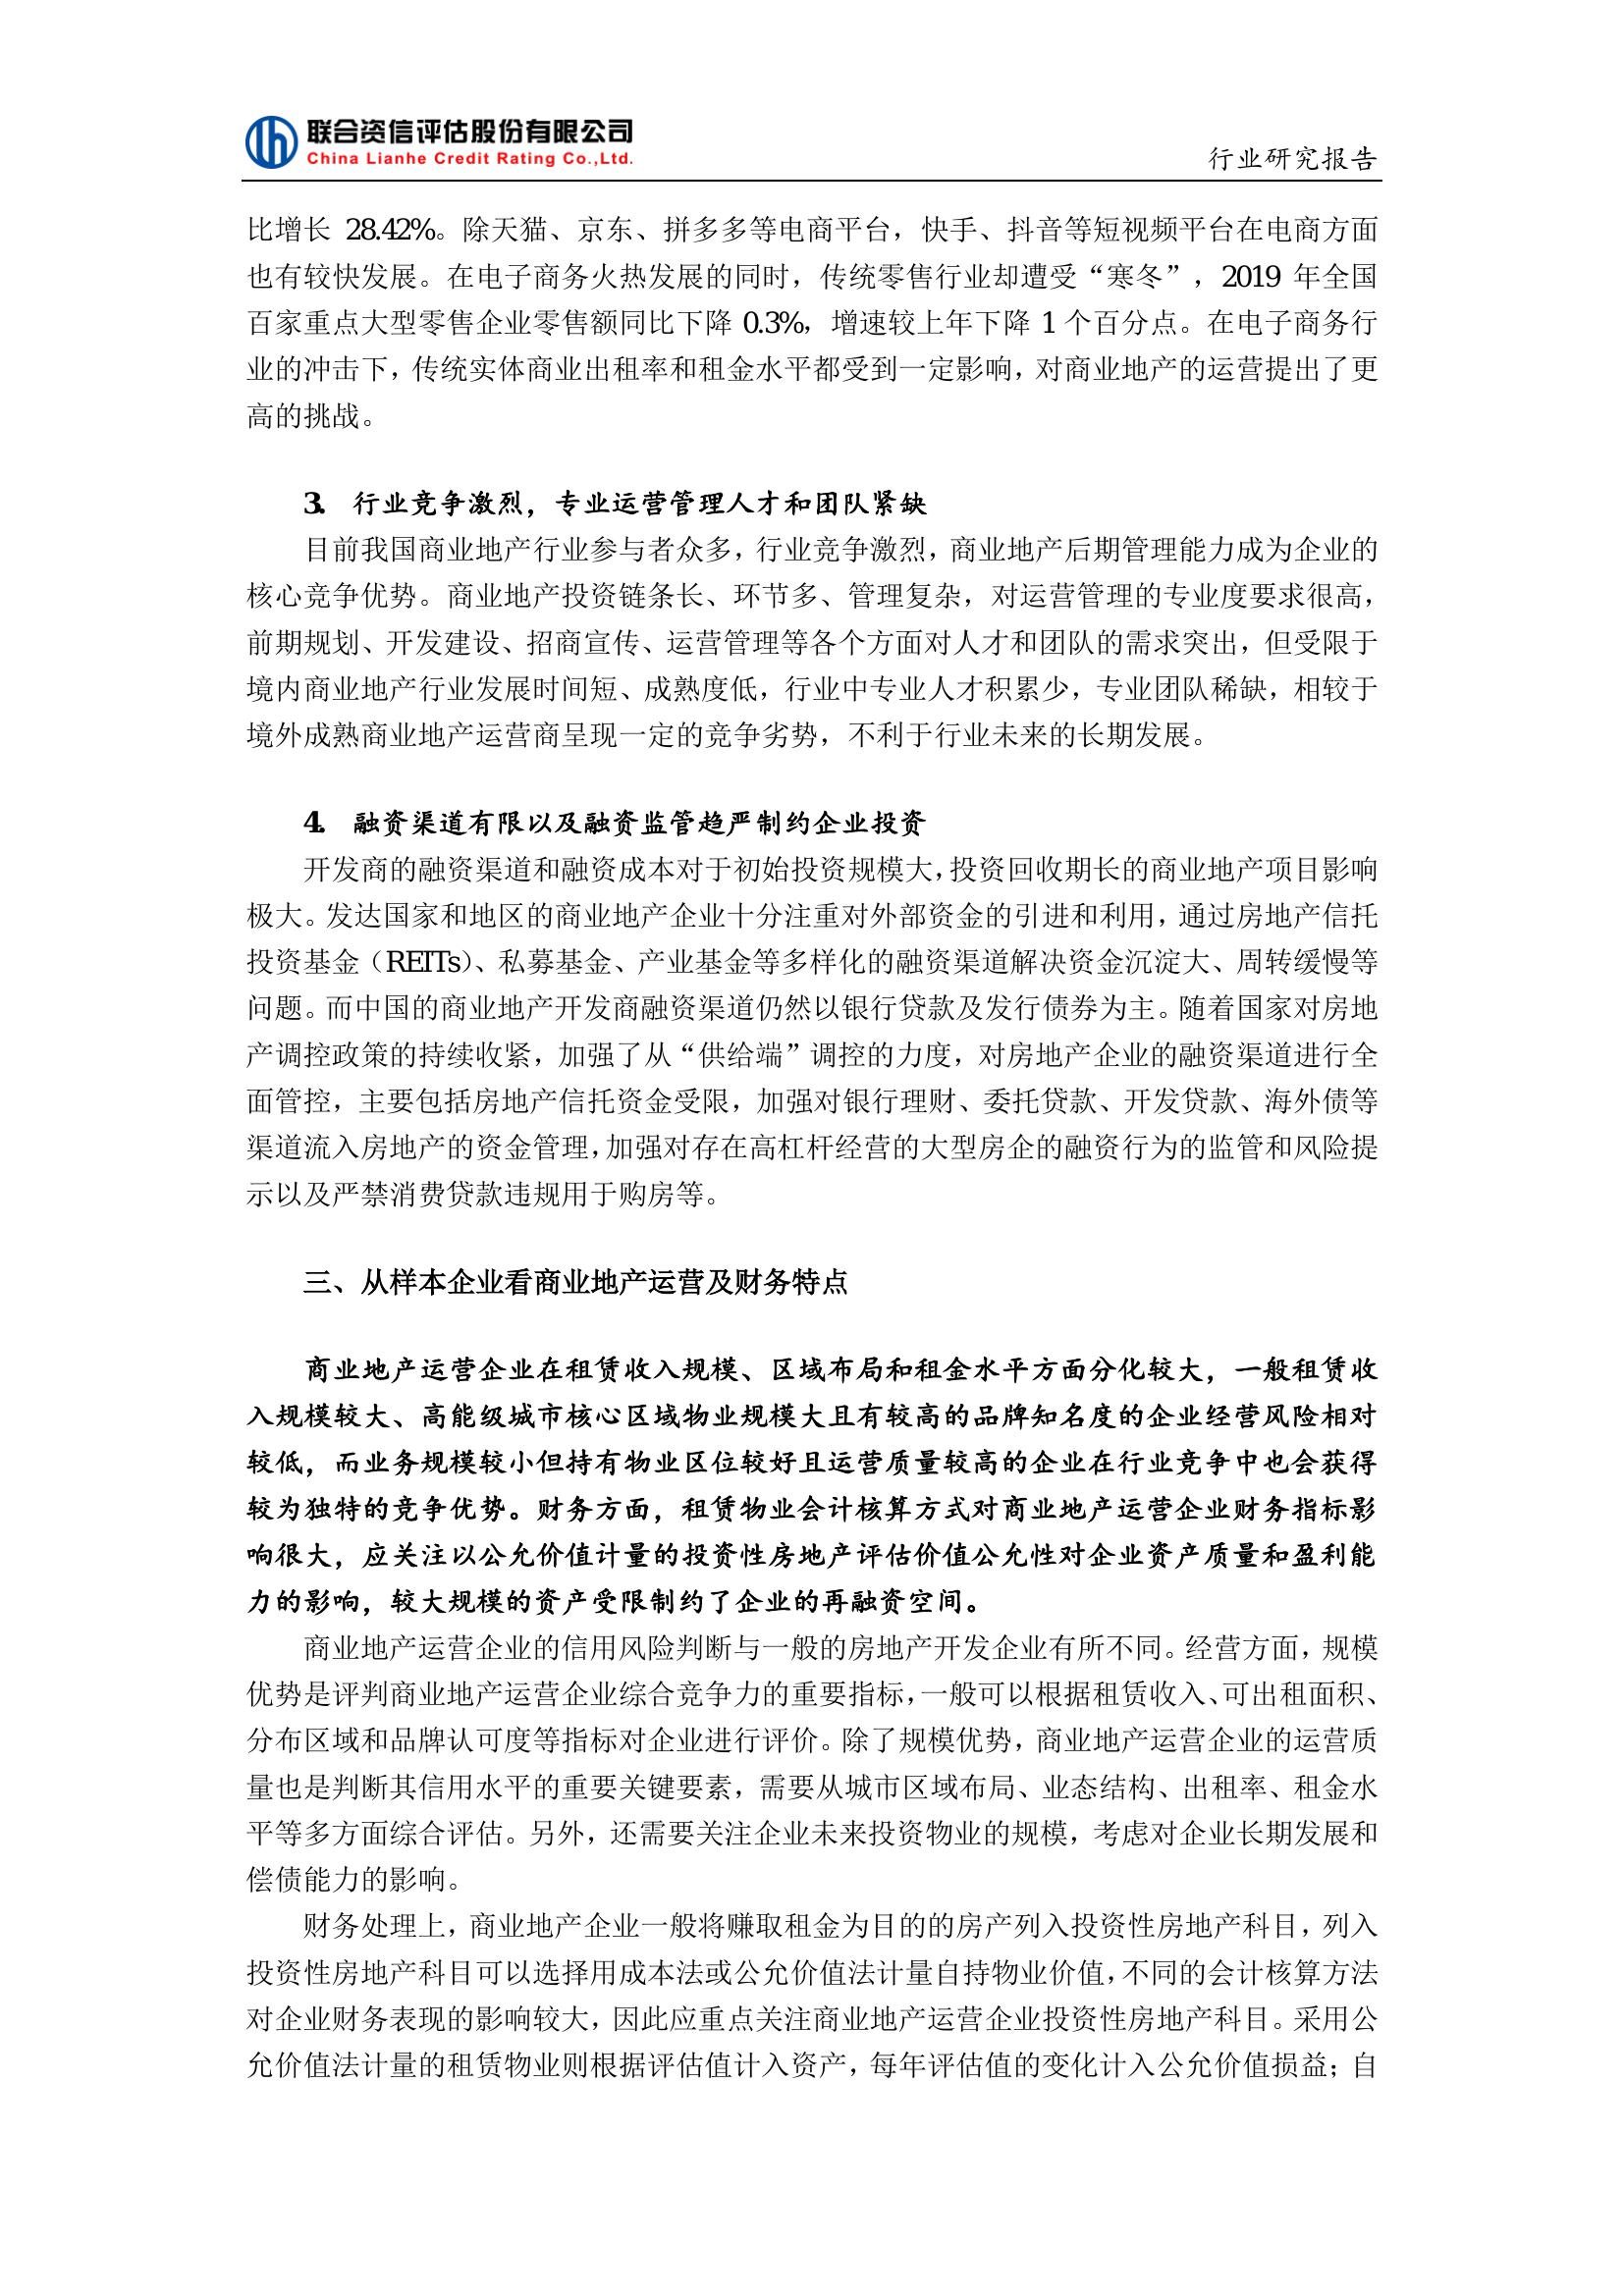 联合资信评估股份有限公司
China Lianhe Credit Rating Co.,Ltd.
行业研究报告
比增长 28.42%。除天猫、京东、拼多多等电商平台，快手、抖音等短视频平台在电商方面
也有较快发展。在电子商务火热发展的同时，传统零售行业却遭受“寒冬”，2019 年全国
百家重点大型零售企业零售额同比下降 0.3%，增速较上年下降 1 个百分点。在电子商务行
业的冲击下，传统实体商业出租率和租金水平都受到一定影响，对商业地产的运营提出了更
高的挑战。
3. 行业竞争激烈，专业运营管理人才和团队紧缺
目前我国商业地产行业参与者众多，行业竞争激烈，商业地产后期管理能力成为企业的
核心竞争优势。商业地产投资链条长、环节多、管理复杂，对运营管理的专业度要求很高，
前期规划、开发建设、招商宣传、运营管理等各个方面对人才和团队的需求突出，但受限于
境内商业地产行业发展时间短、成熟度低，行业中专业人才积累少，专业团队稀缺，相较于
境外成熟商业地产运营商呈现一定的竞争劣势，不利于行业未来的长期发展。
4. 融资渠道有限以及融资监管趋严制约企业投资
开发商的融资渠道和融资成本对于初始投资规模大，投资回收期长的商业地产项目影响
极大。发达国家和地区的商业地产企业十分注重对外部资金的引进和利用，通过房地产信托
投资基金（REITs）、私募基金、产业基金等多样化的融资渠道解决资金沉淀大、周转缓慢等
问题。而中国的商业地产开发商融资渠道仍然以银行贷款及发行债券为主。随着国家对房地
产调控政策的持续收紧，加强了从“供给端”调控的力度，对房地产企业的融资渠道进行全
面管控，主要包括房地产信托资金受限，加强对银行理财、委托贷款、开发贷款、海外债等
渠道流入房地产的资金管理，加强对存在高杠杆经营的大型房企的融资行为的监管和风险提
示以及严禁消费贷款违规用于购房等。
三、从样本企业看商业地产运营及财务特点
商业地产运营企业在租赁收入规模、区域布局和租金水平方面分化较大，一般租赁收
入规模较大、高能级城市核心区域物业规模大且有较高的品牌知名度的企业经营风险相对
较低，而业务规模较小但持有物业区位较好且运营质量较高的企业在行业竞争中也会获得
较为独特的竞争优势。财务方面，租赁物业会计核算方式对商业地产运营企业财务指标影
响很大，应关注以公允价值计量的投资性房地产评估价值公允性对企业资产质量和盈利能
力的影响，较大规模的资产受限制约了企业的再融资空间。
商业地产运营企业的信用风险判断与一般的房地产开发企业有所不同。经营方面，规模
优势是评判商业地产运营企业综合竞争力的重要指标，一般可以根据租赁收入、可出租面积、
分布区域和品牌认可度等指标对企业进行评价。除了规模优势，商业地产运营企业的运营质
量也是判断其信用水平的重要关键要素，需要从城市区域布局、业态结构、出租率、租金水
平等多方面综合评估。另外，还需要关注企业未来投资物业的规模，考虑对企业长期发展和
偿债能力的影响。
财务处理上，商业地产企业一般将赚取租金为目的的房产列入投资性房地产科目，列入
投资性房地产科目可以选择用成本法或公允价值法计量自持物业价值，不同的会计核算方法
对企业财务表现的影响较大，因此应重点关注商业地产运营企业投资性房地产科目。采用公
允价值法计量的租赁物业则根据评估值计入资产，每年评估值的变化计入公允价值损益；自